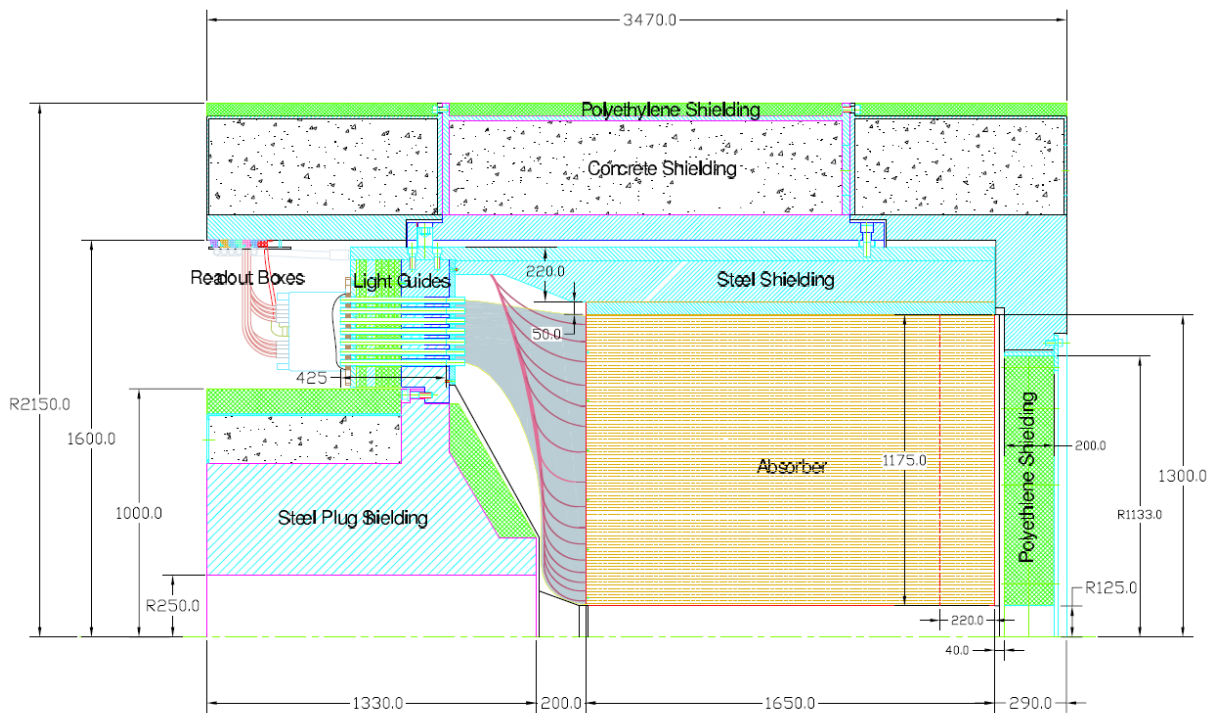 3470.0
Polyethylene Shielding
Concrete Shielding
Readout Boxes
Light Guides
220.0
Steel Shielding
50.0
425
R2150.0
1600.0
200.0
Absorber
1175.0
Polyethilene Shielding
1300.0
1000.0
Steel Plug Shielding
R1133.0
R250.0
R125.0
220.0
40.0
1330.0
200.0
1650.0
290.0